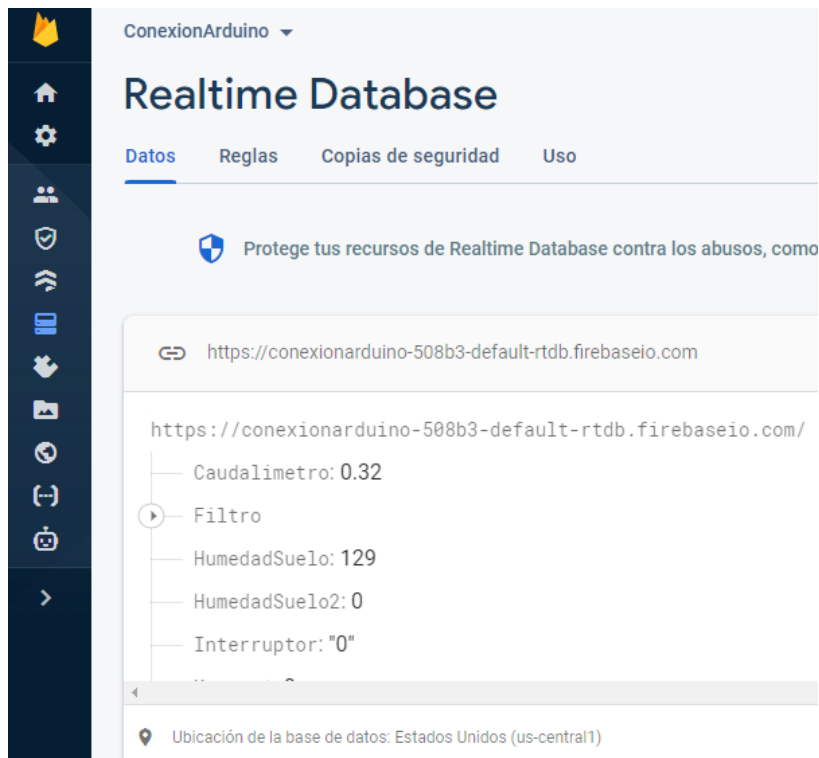 ConexionArduino
Realtime Database
Datos Reglas Copias de seguridad Uso
Protege tus recursos de Realtime Database contra los abusos, como
https://conexionarduino-508b3-default-rtdb.firebaseio.com
https://conexionarduino-508b3-default-rtdb.firebaseio.com/
Caudalimetro: 0.32
Filtro
HumedadSuelo: 129
HumedadSuelo2: 0
Interruptor: "0"
Ubicación de la base de datos: Estados Unidos (us-central1)